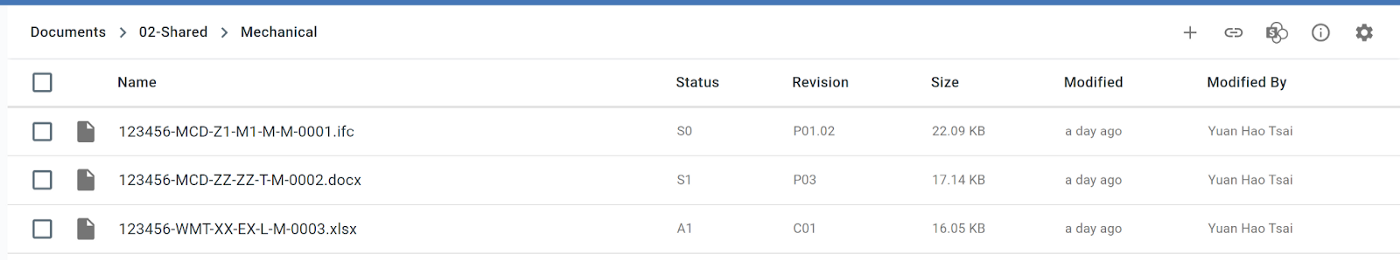 Documents > 02-Shared > Mechanical
Name Status Revision Size Modified Modified By
123456-MCD-Z1-M1-M-M-0001.ifc S0 P01.02 22.09 KB a day ago Yuan Hao Tsai
123456-MCD-ZZ-ZZ-T-M-0002.docx S1 P03 17.14 KB a day ago Yuan Hao Tsai
123456-WMT-XX-EX-L-M-0003.xlsx A1 C01 16.05 KB a day ago Yuan Hao Tsai